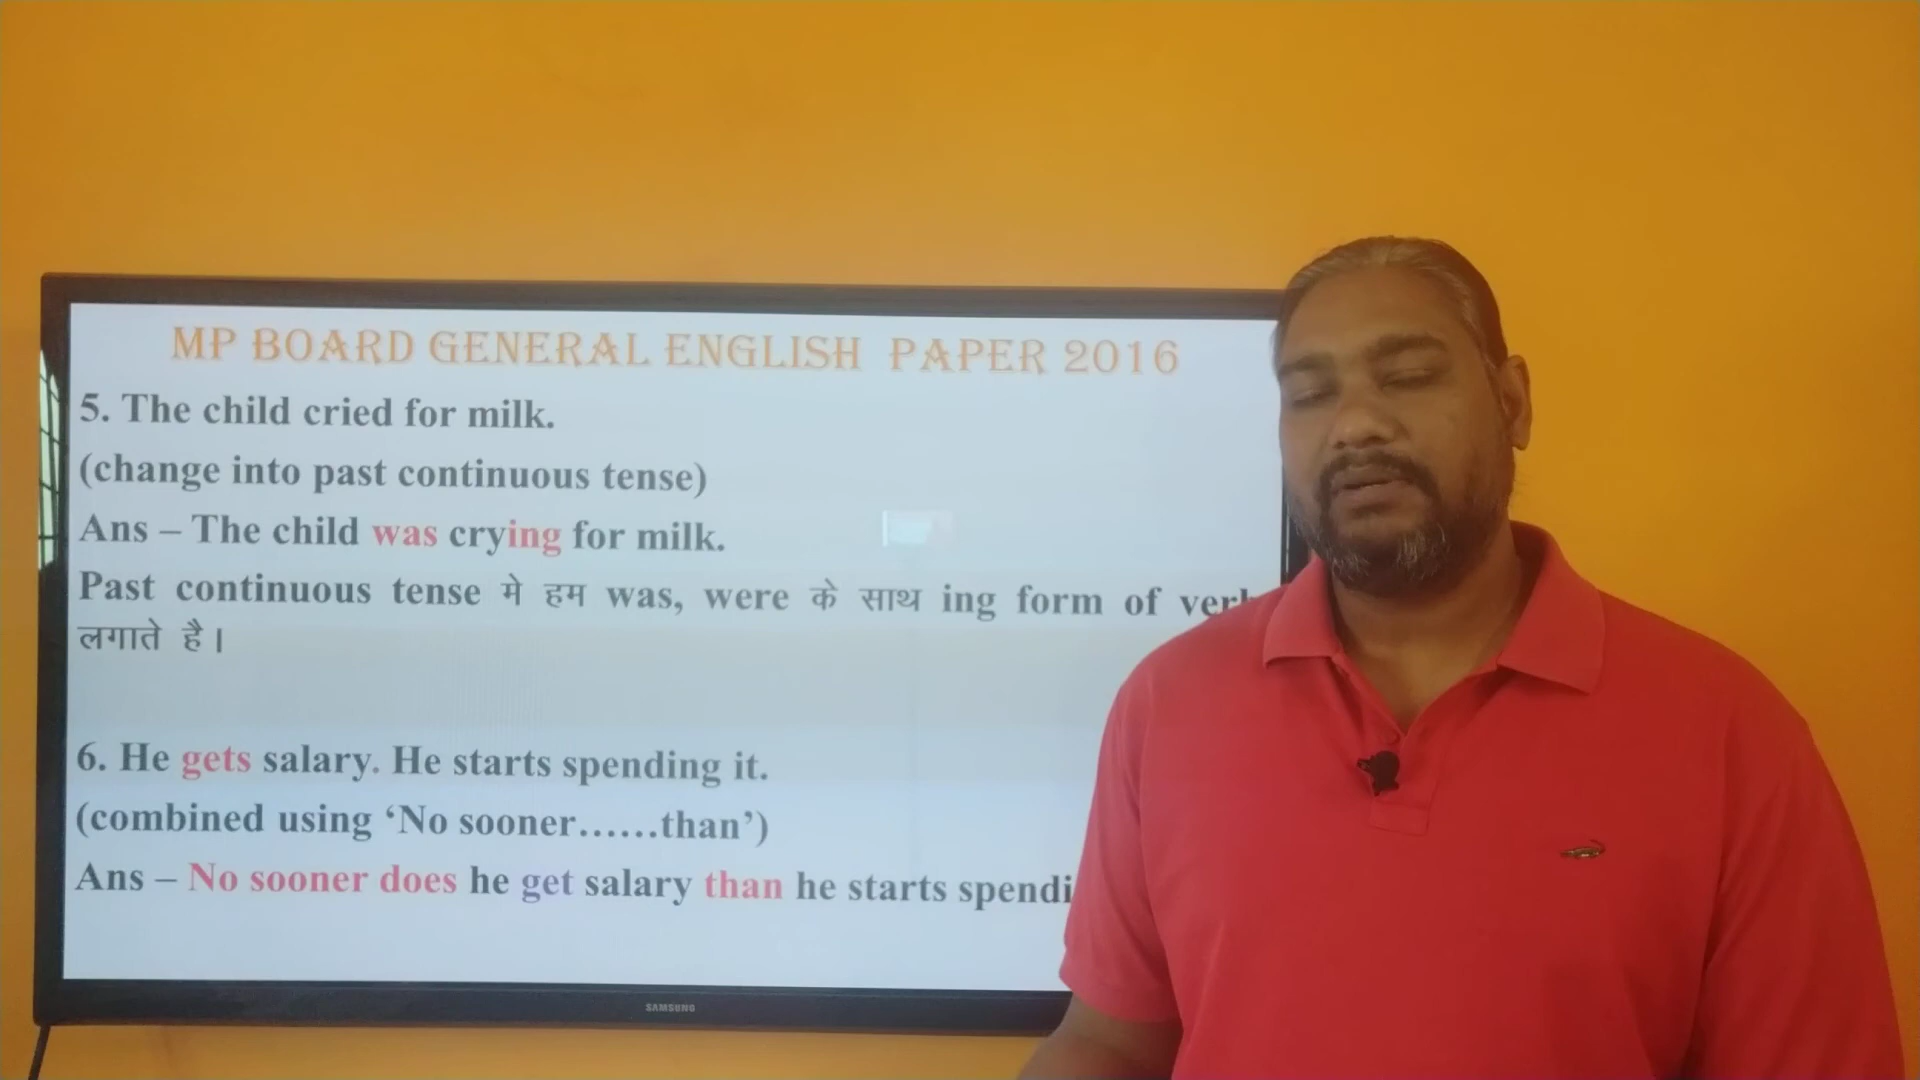 MP BOARD GENERAL ENGLISH PAPER 2016
5. The child cried for milk.
(change into past continuous tense)
Ans – The child was crying for milk.
Past continuous tense मे हम was, were के साथ ing form of
लगाते है।
6. He gets salary. He starts spending it.
(combined using ‘No sooner......than’)
Ans – No sooner does he get salary than he starts
SAMSUNG